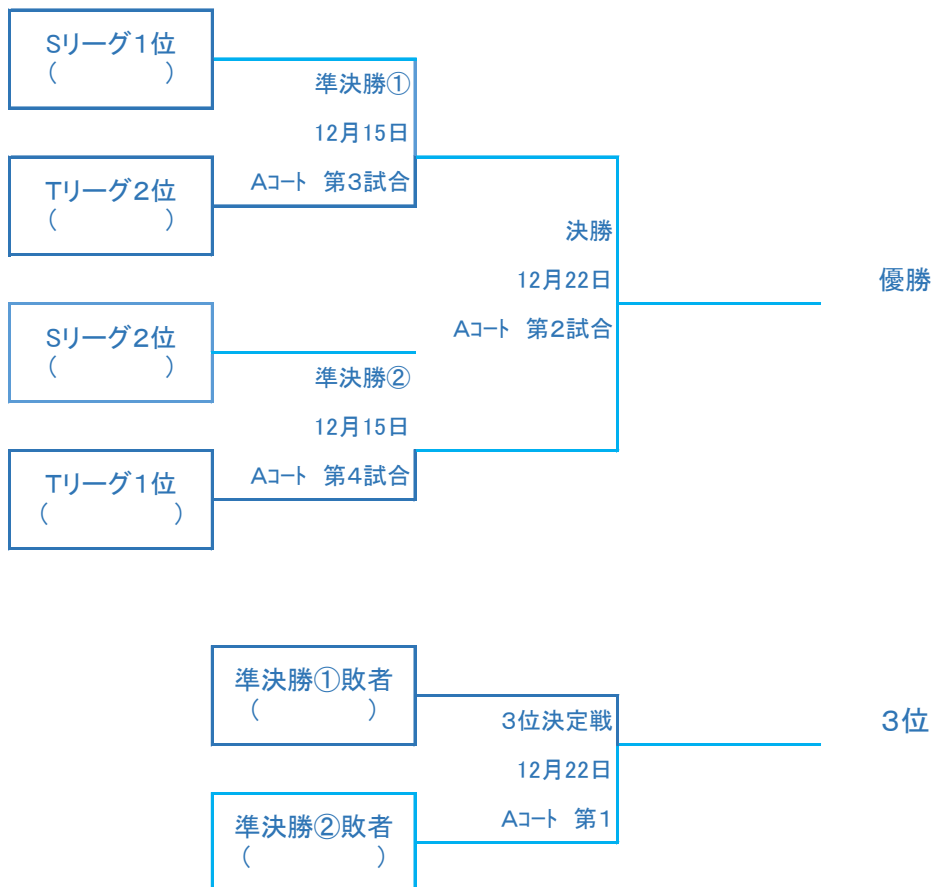 Sリーグ1位
(　　　　)
準決勝①
12月15日
Aコート　第3試合
Tリーグ2位
(　　　　)
決勝
12月22日
Aコート　第2試合
優勝
Sリーグ2位
(　　　　)
準決勝②
12月15日
Aコート　第4試合
Tリーグ1位
(　　　　　)
準決勝①敗者
(　　　　)
3位決定戦
12月22日
Aコート　第1
3位
準決勝②敗者
(　　　　　)